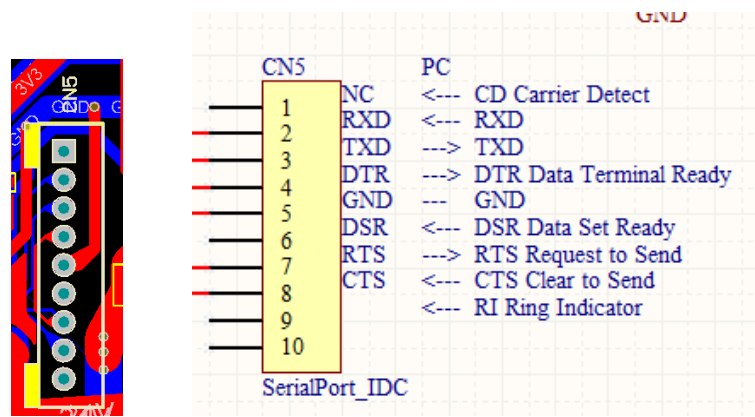 GND
3V3
CN5
GND
G
GND
CN5 PC
1 NC <--- CD Carrier Detect
2 RXD <--- RXD
3 TXD ---> TXD
4 DTR ---> DTR Data Terminal Ready
5 GND --- GND
6 DSR <--- DSR Data Set Ready
7 RTS ---> RTS Request to Send
8 CTS <--- CTS Clear to Send
9 <--- RI Ring Indicator
10
SerialPort_IDC